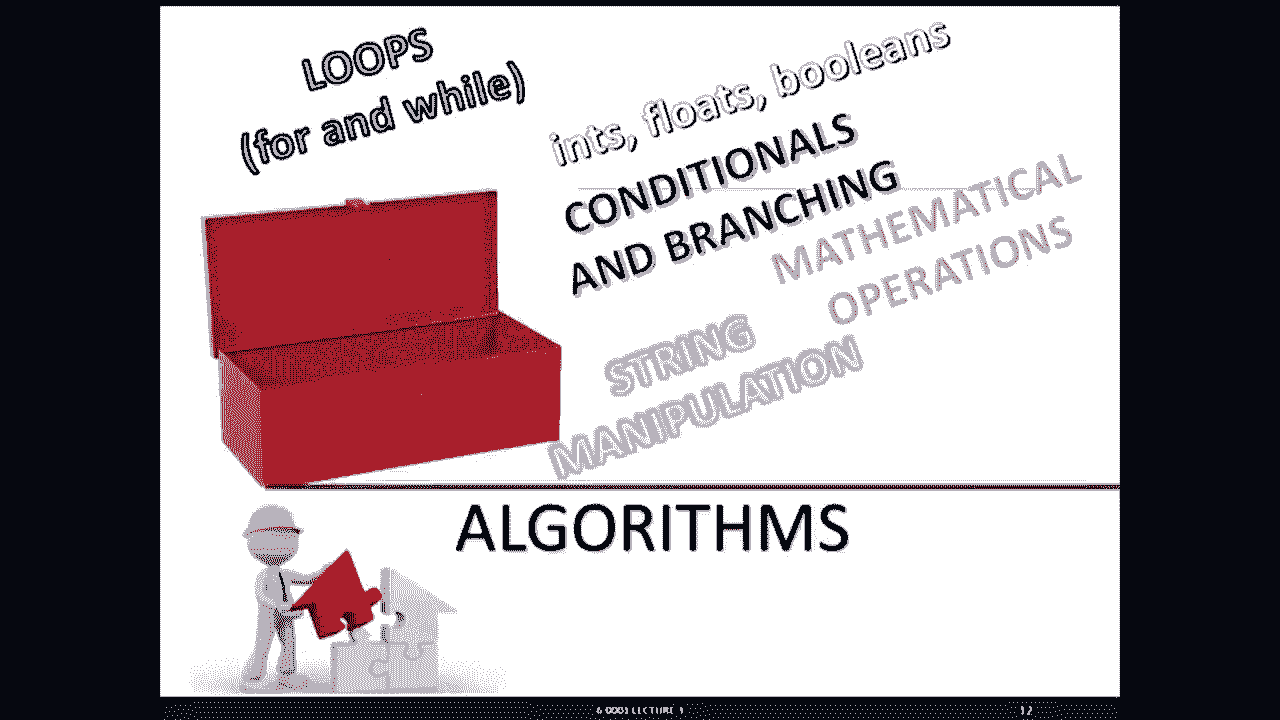 LOOPS
(for and while)
ints, floats, booleans
CONDITIONALS
AND BRANCHING
MATHEMATICAL
OPERATIONS
STRING
MANIPULATION
ALGORITHMS
6.0001 LECTURE 1
12